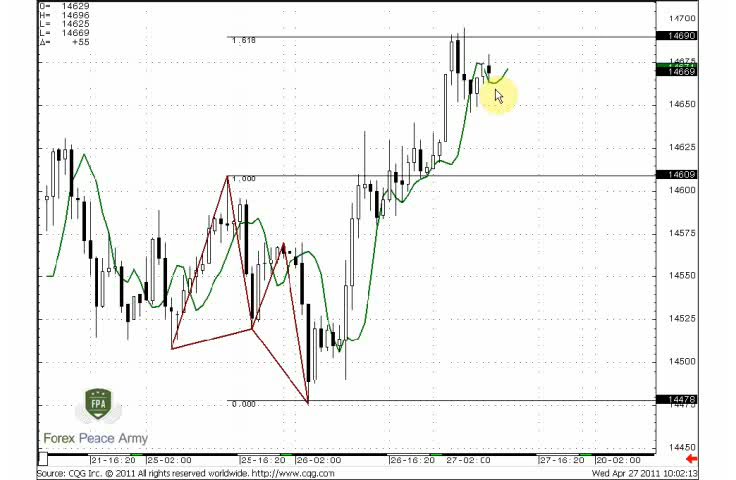 O= 14629
H= 14696
L= 14625
L= 14669
Δ= +55
14700
14690
1.618
14675
14669
14650
14625
1.000
14609
14600
14575
14550
14525
14500
0.000
14478
14475
14450
FPA
Forex Peace Army
21-16:20 25-02:00 25-16:20 26-02:00 26-16:20 27-02:00 27-16:20 20-02:00
Source: CQG Inc. © 2011 All rights reserved worldwide. http://www.cqg.com
Wed Apr 27 2011 10:02:13